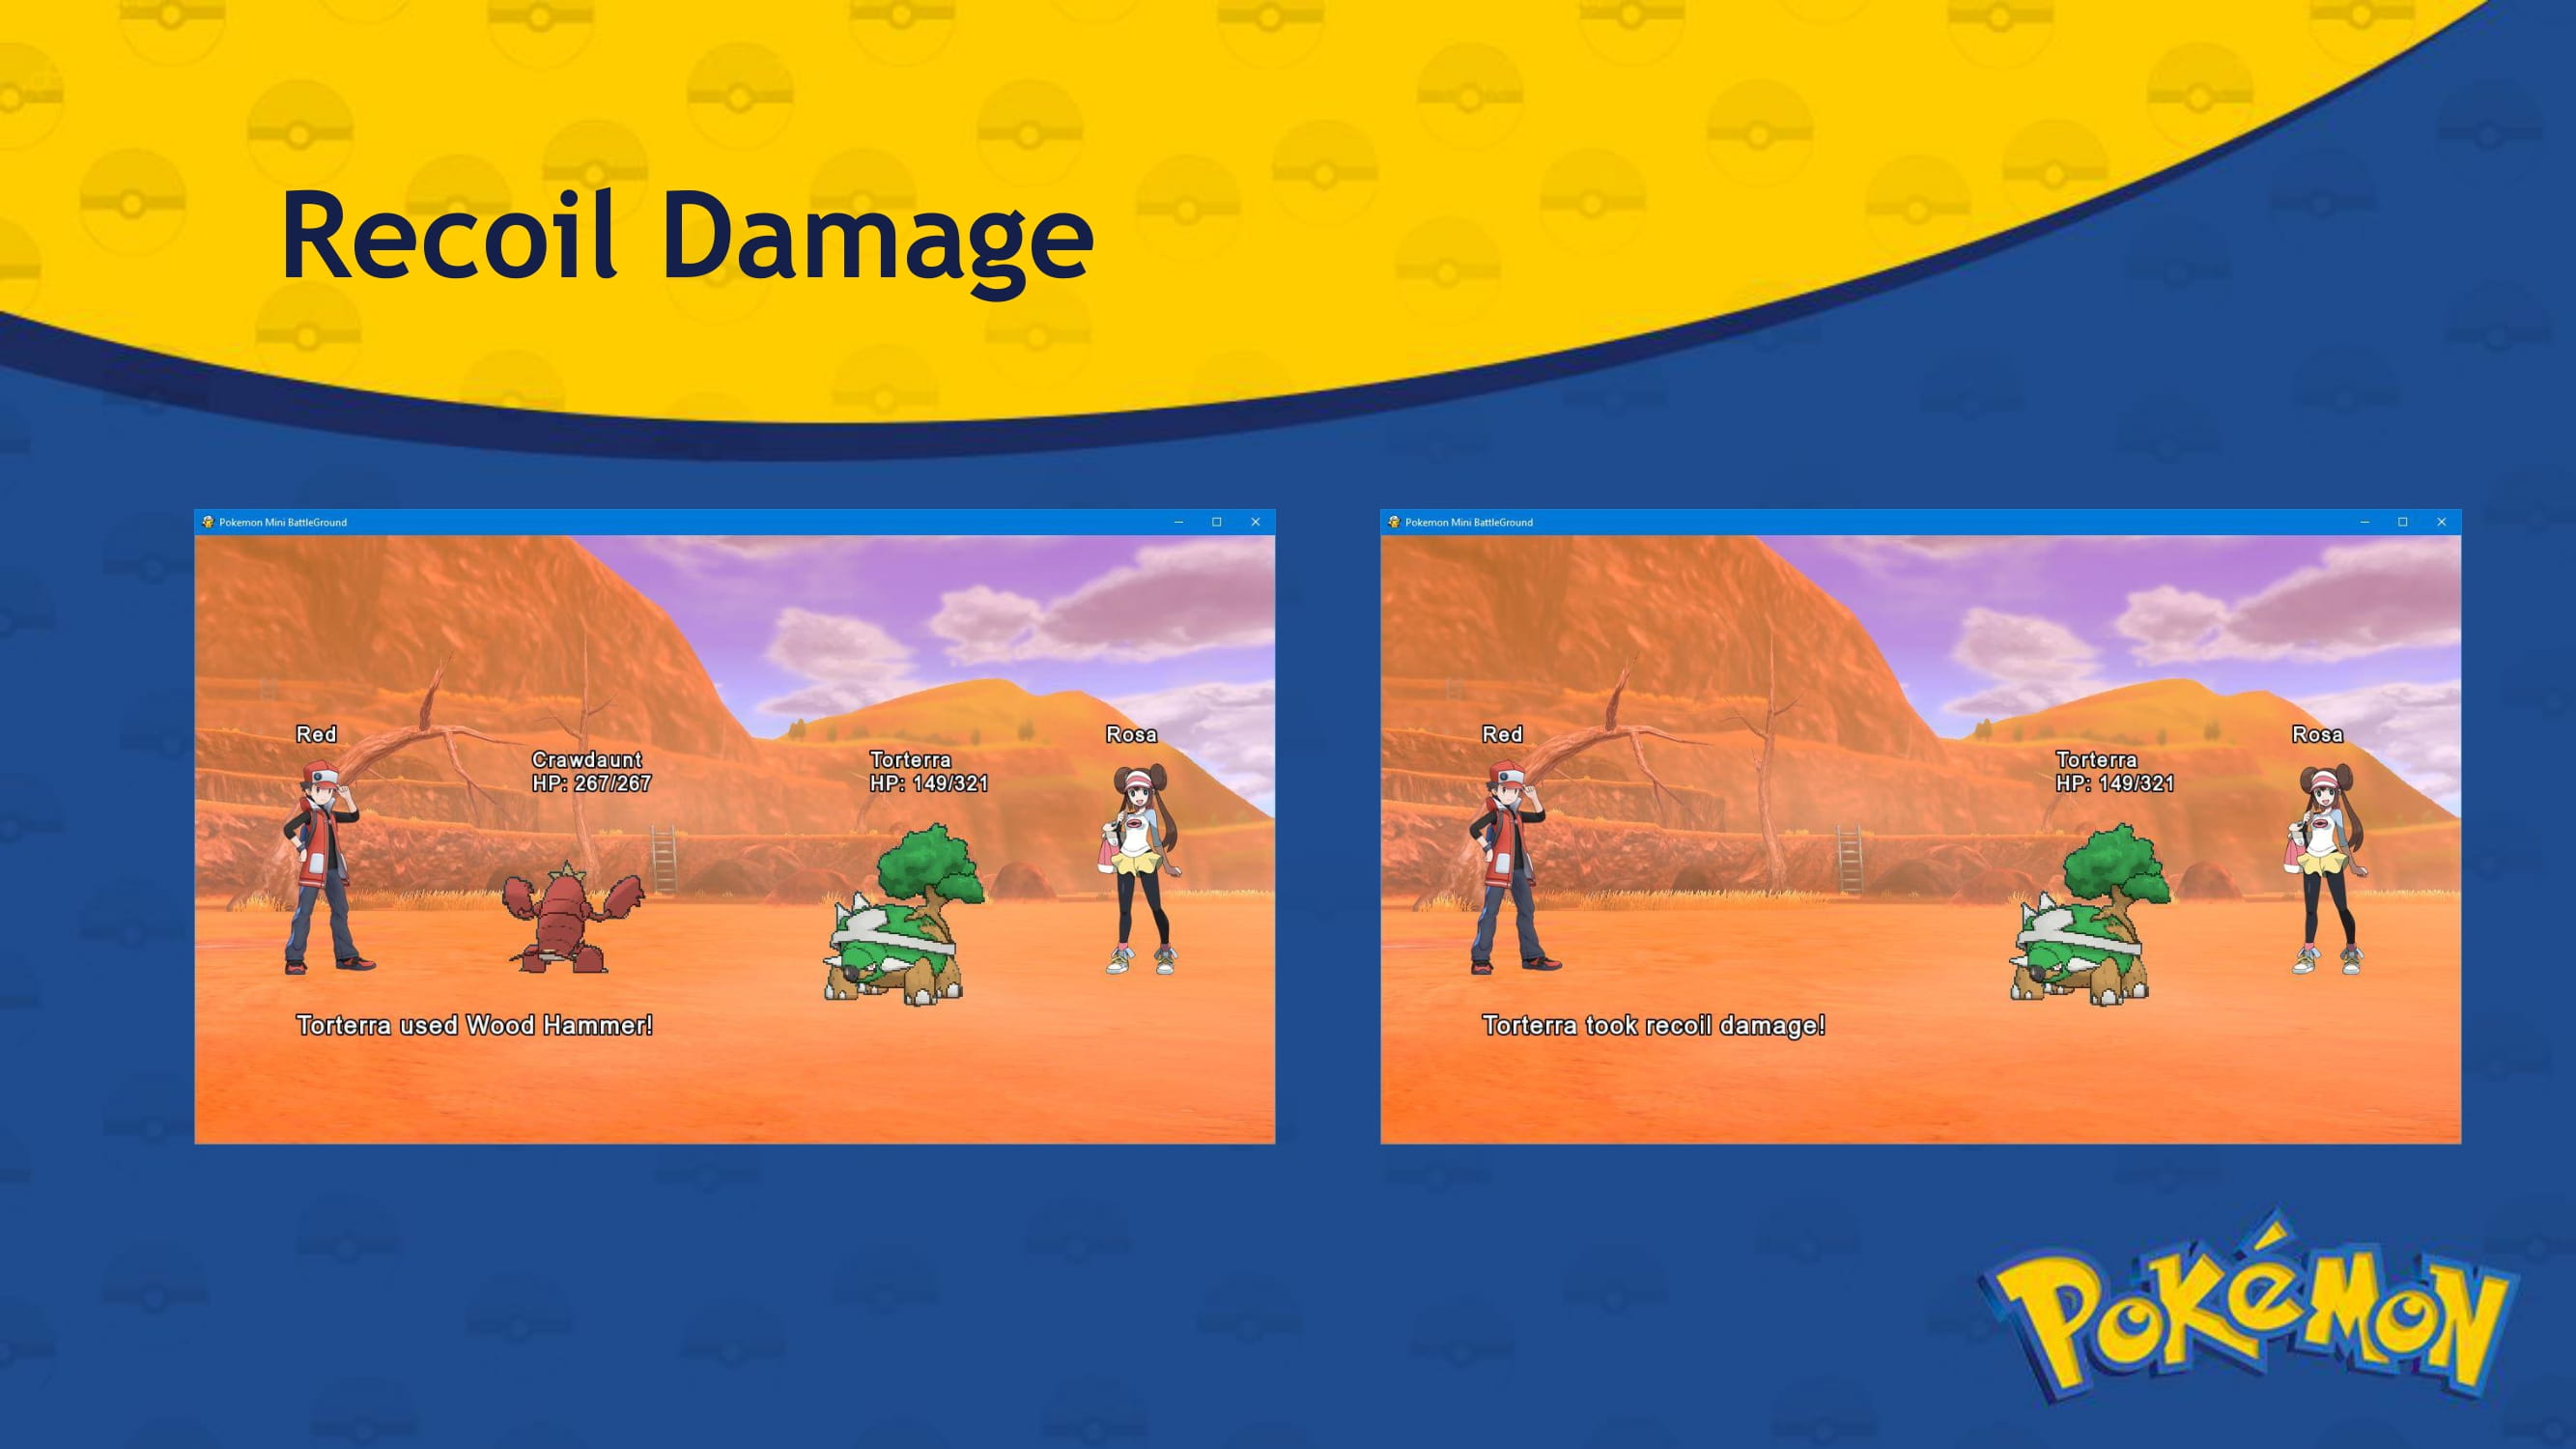 Recoil Damage
Pokemon Mini BattleGround
Red
Rosa
Crawdaunt
HP: 267/267
Torterra
HP: 149/321
Torterra used Wood Hammer!
Pokemon Mini BattleGround
Red
Rosa
Torterra
HP: 149/321
Torterra took recoil damage!
POKéMON